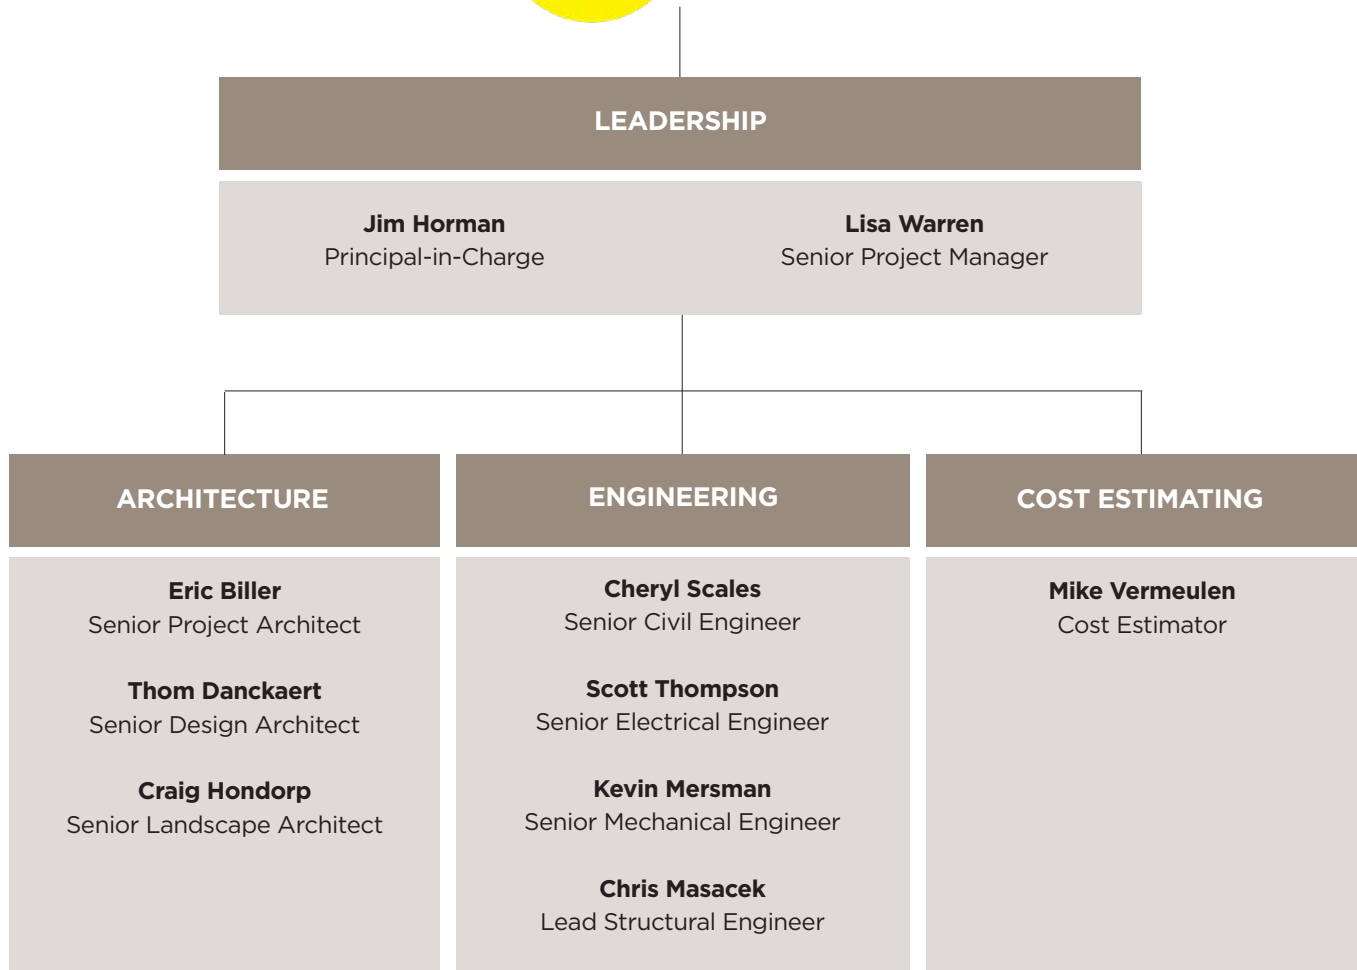 LEADERSHIP
Jim Horman
Principal-in-Charge
Lisa Warren
Senior Project Manager
ARCHITECTURE
Eric Biller
Senior Project Architect
Thom Danckaert
Senior Design Architect
Craig Hondorp
Senior Landscape Architect
ENGINEERING
Cheryl Scales
Senior Civil Engineer
Scott Thompson
Senior Electrical Engineer
Kevin Mersman
Senior Mechanical Engineer
Chris Masacek
Lead Structural Engineer
COST ESTIMATING
Mike Vermeulen
Cost Estimator